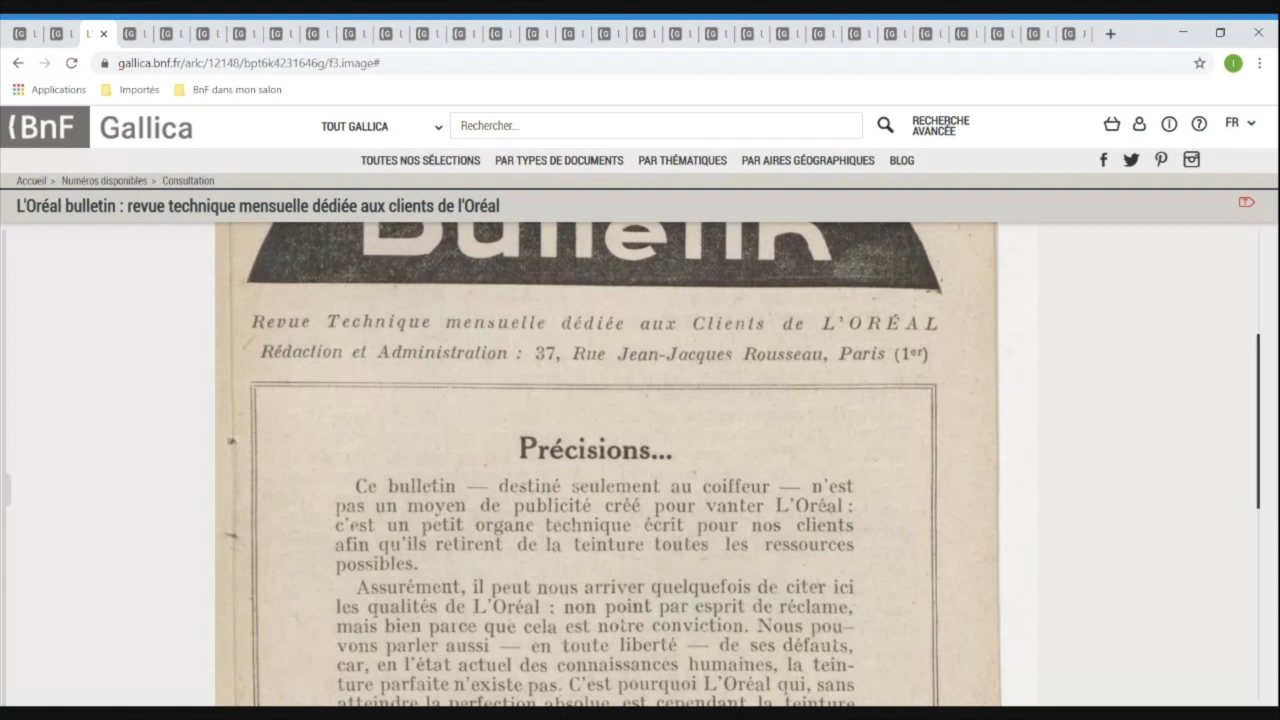 gallica.bnf.fr/ark:/12148/bpt6k4231646g/f3.image#
Applications Importés BnF dans mon salon
BnF Gallica TOUT GALLICA Rechercher... RECHERCHE AVANCÉE FR
TOUTES NOS SÉLECTIONS PAR TYPES DE DOCUMENTS PAR THÉMATIQUES PAR AIRES GÉOGRAPHIQUES BLOG
Accueil > Numéros disponibles > Consultation
L'Oréal bulletin : revue technique mensuelle dédiée aux clients de l'Oréal
Bulletin
Revue Technique mensuelle dédiée aux Clients de L'ORÉAL
Rédaction et Administration : 37, Rue Jean-Jacques Rousseau, Paris (1er)
Précisions...
Ce bulletin — destiné seulement au coiffeur — n'est
pas un moyen de publicité créé pour vanter L'Oréal :
c'est un petit organe technique écrit pour nos clients
afin qu'ils retirent de la teinture toutes les ressources
possibles.
Assurément, il peut nous arriver quelquefois de citer ici
les qualités de L'Oréal : non point par esprit de réclame,
mais bien parce que cela est notre conviction. Nous pou-
vons parler aussi — en toute liberté — de ses défauts,
car, en l'état actuel des connaissances humaines, la tein-
ture parfaite n'existe pas. C'est pourquoi L'Oréal qui, sans
atteindre la perfection absolue, est cependant la teinture